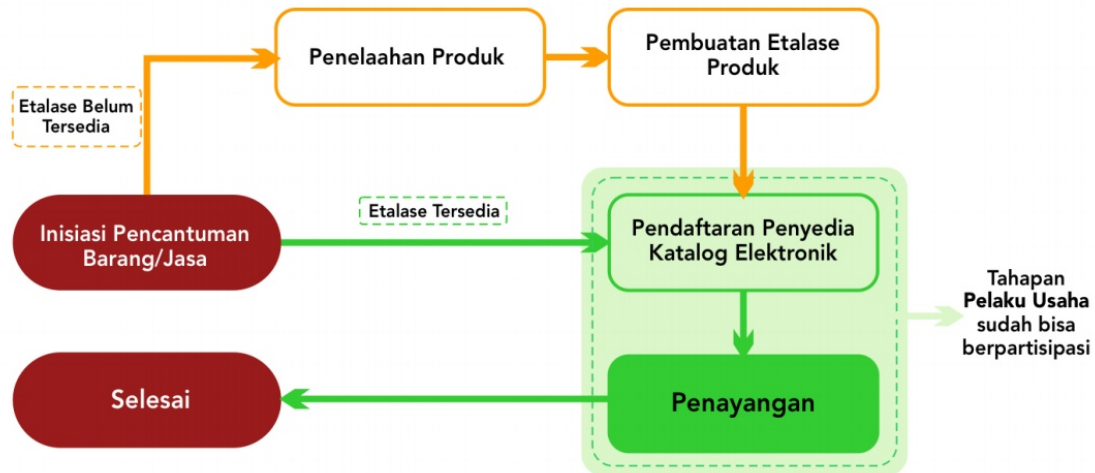 Penelaahan Produk
Pembuatan Etalase
Produk
Etalase Belum
Tersedia
Inisiasi Pencantuman
Barang/Jasa
Etalase Tersedia
Pendaftaran Penyedia
Katalog Elektronik
Tahapan
Pelaku Usaha
sudah bisa
berpartisipasi
Selesai
Penayangan